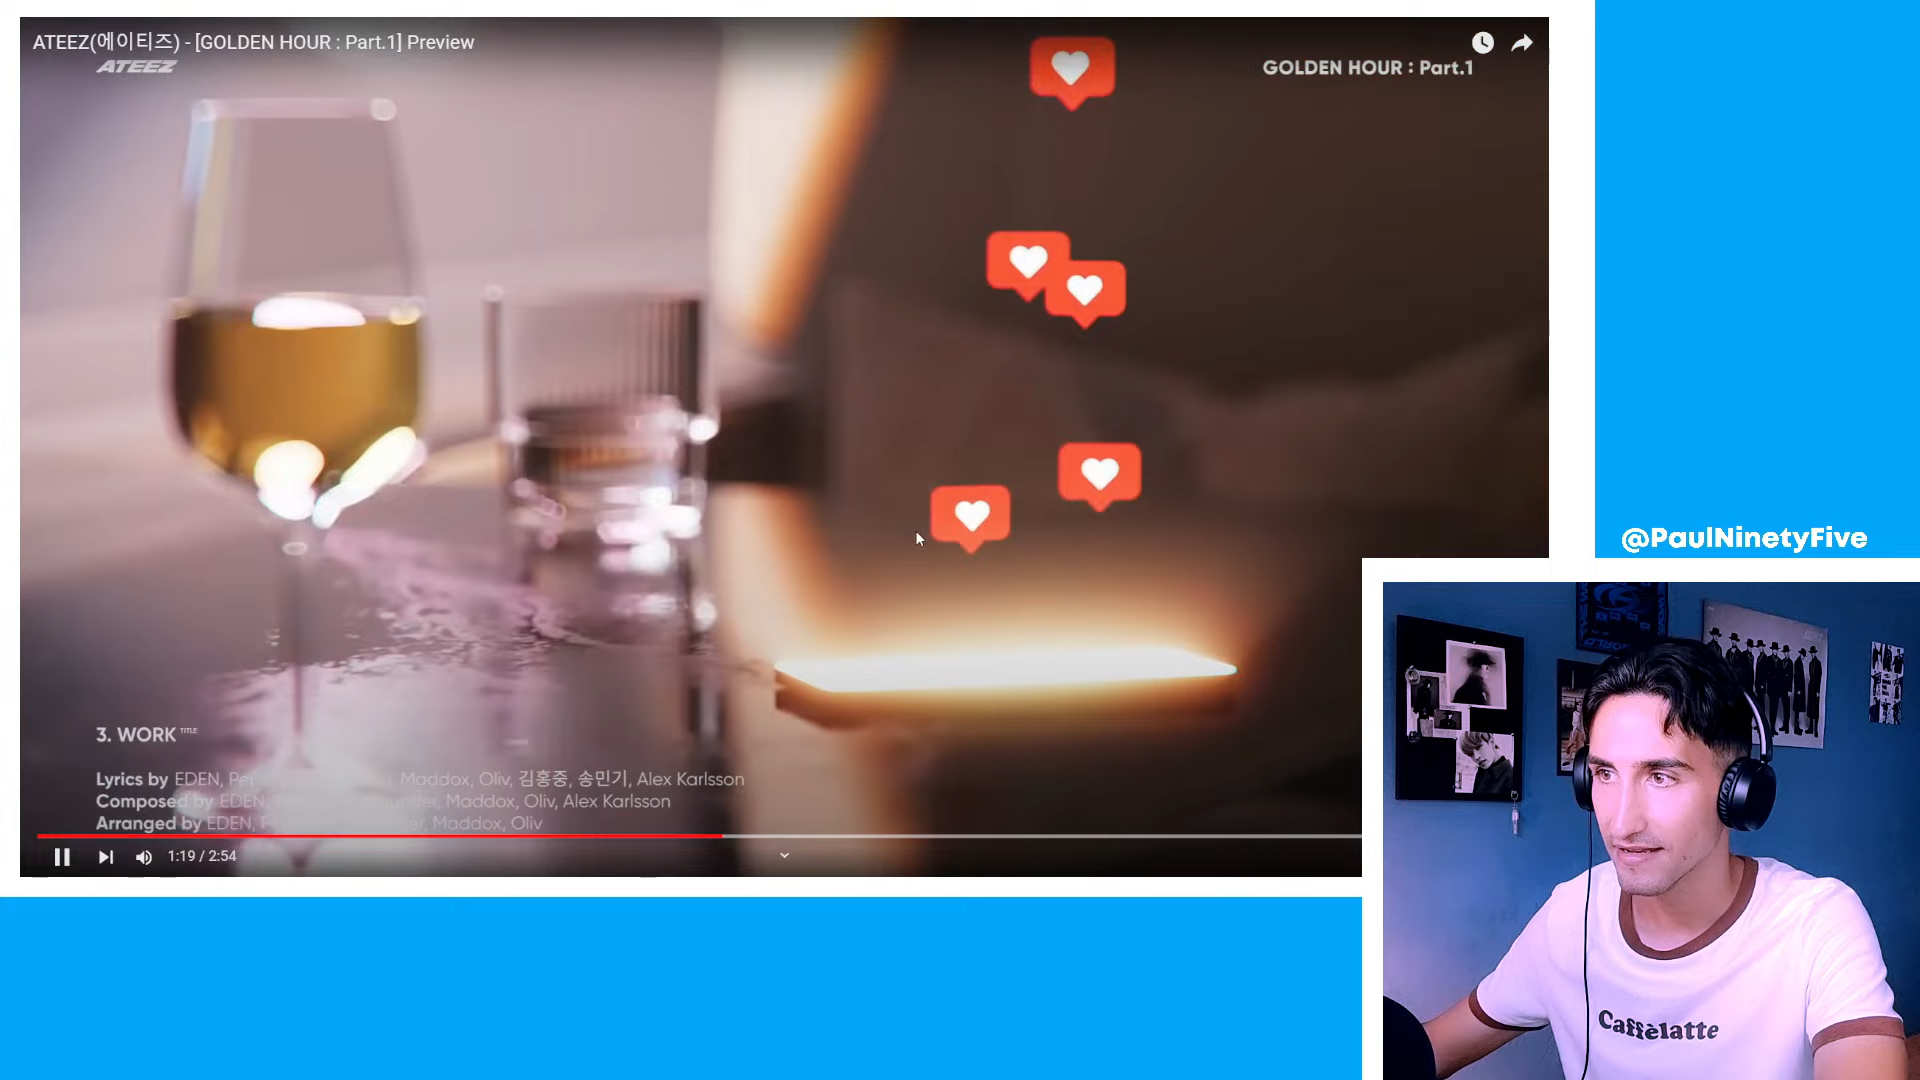 ATEEZ(에이티즈) - [GOLDEN HOUR : Part.1] Preview
ATEEZ
GOLDEN HOUR : Part.1
@PaulNinetyFive
3. WORK TITLE
Lyrics by EDEN, Maddox, Oliv, 김홍중, 송민기, Alex Karlsson
Composed by EDEN, Maddox, Oliv, Alex Karlsson
Arranged by EDEN, Maddox, Oliv
1:19 / 2:54
Caffèlatte